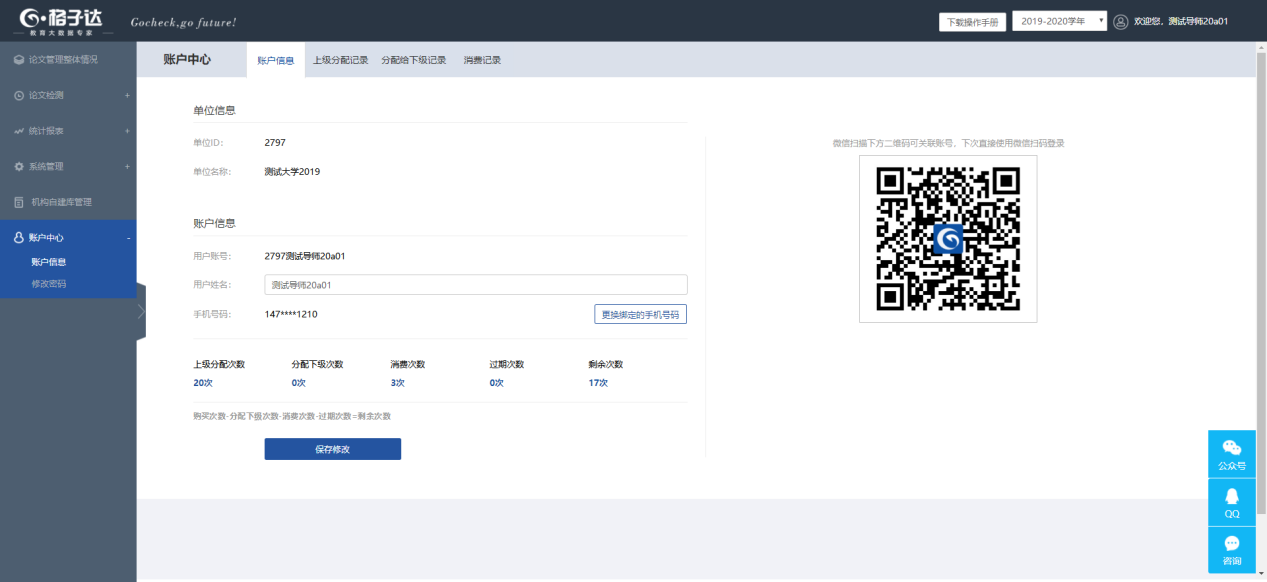 格子达
教育大数据专家
Gocheck,go future!
下载操作手册
2019-2020学年
欢迎您，测试导师20a01
论文管理整体情况
论文检测 +
统计报表 +
系统管理 +
机构自建库管理
账户中心 -
账户信息
修改密码
账户中心
账户信息
上级分配记录
分配给下级记录
消费记录
单位信息
单位ID： 2797
单位名称： 测试大学2019
账户信息
用户账号： 2797测试导师20a01
用户姓名： 测试导师20a01
手机号码： 147****1210
更换绑定的手机号码
上级分配次数 分配下级次数 消费次数 过期次数 剩余次数
20次 0次 3次 0次 17次
购买次数-分配下级次数-消费次数-过期次数=剩余次数
保存修改
微信扫描下方二维码可关联账号，下次直接使用微信扫码登录
公众号
QQ
咨询